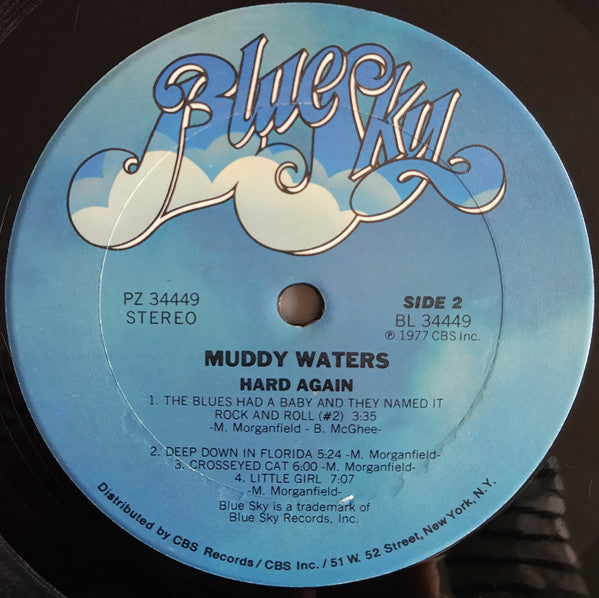 Blue Sky
PZ 34449
STEREO
SIDE 2
BL 34449
℗ 1977 CBS Inc.
MUDDY WATERS
HARD AGAIN
1. THE BLUES HAD A BABY AND THEY NAMED IT
ROCK AND ROLL (#2) 3:35
-M. Morganfield - B. McGhee-
2. DEEP DOWN IN FLORIDA 5:24 -M. Morganfield-
3. CROSSEYED CAT 6:00 -M. Morganfield-
4. LITTLE GIRL 7:07
-M. Morganfield-
Blue Sky is a trademark of
Blue Sky Records, Inc.
Distributed by CBS Records / CBS Inc. / 51 W. 52 Street, New York, N.Y.